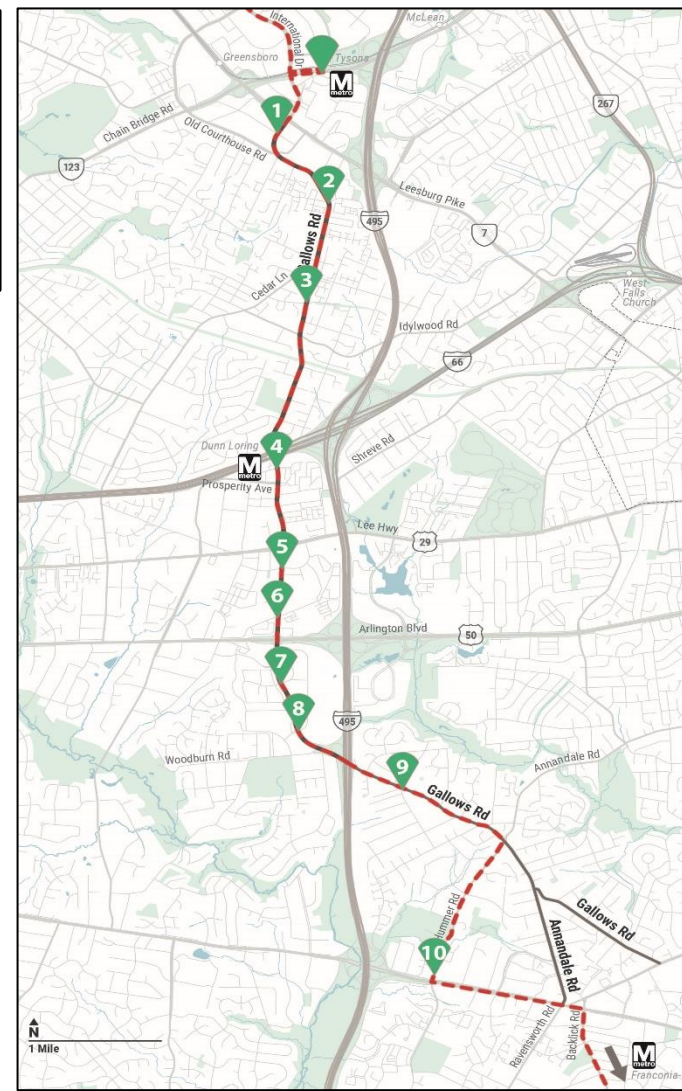 McLean
International Dr
Greensboro
Tysons
M
metro
Chain Bridge Rd
1
Old Courthouse Rd
267
123
2
Leesburg Pike
495
7
Gallows Rd
Cedar Ln
3
West
Falls
Church
Idylwood Rd
66
Dunn Loring
4
M
metro
Shreve Rd
Prosperity Ave
Lee Hwy
29
5
6
Arlington Blvd
50
7
8
495
Woodburn Rd
Annandale Rd
9
Gallows Rd
Hummer Rd
Gallows Rd
Annandale Rd
10
Ravensworth Rd
Backlick Rd
N
1 Mile
M
metro
Franconia-